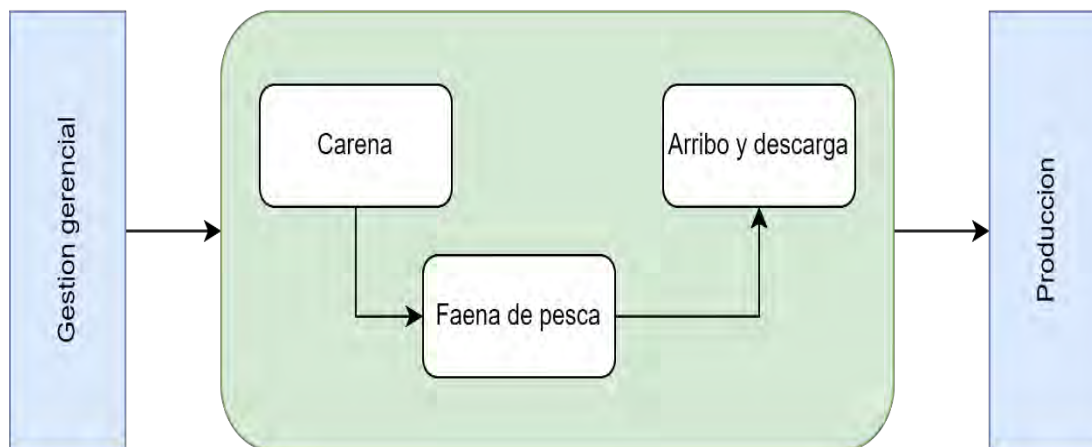 Gestion gerencial
Carena
Arribo y descarga
Faena de pesca
Produccion